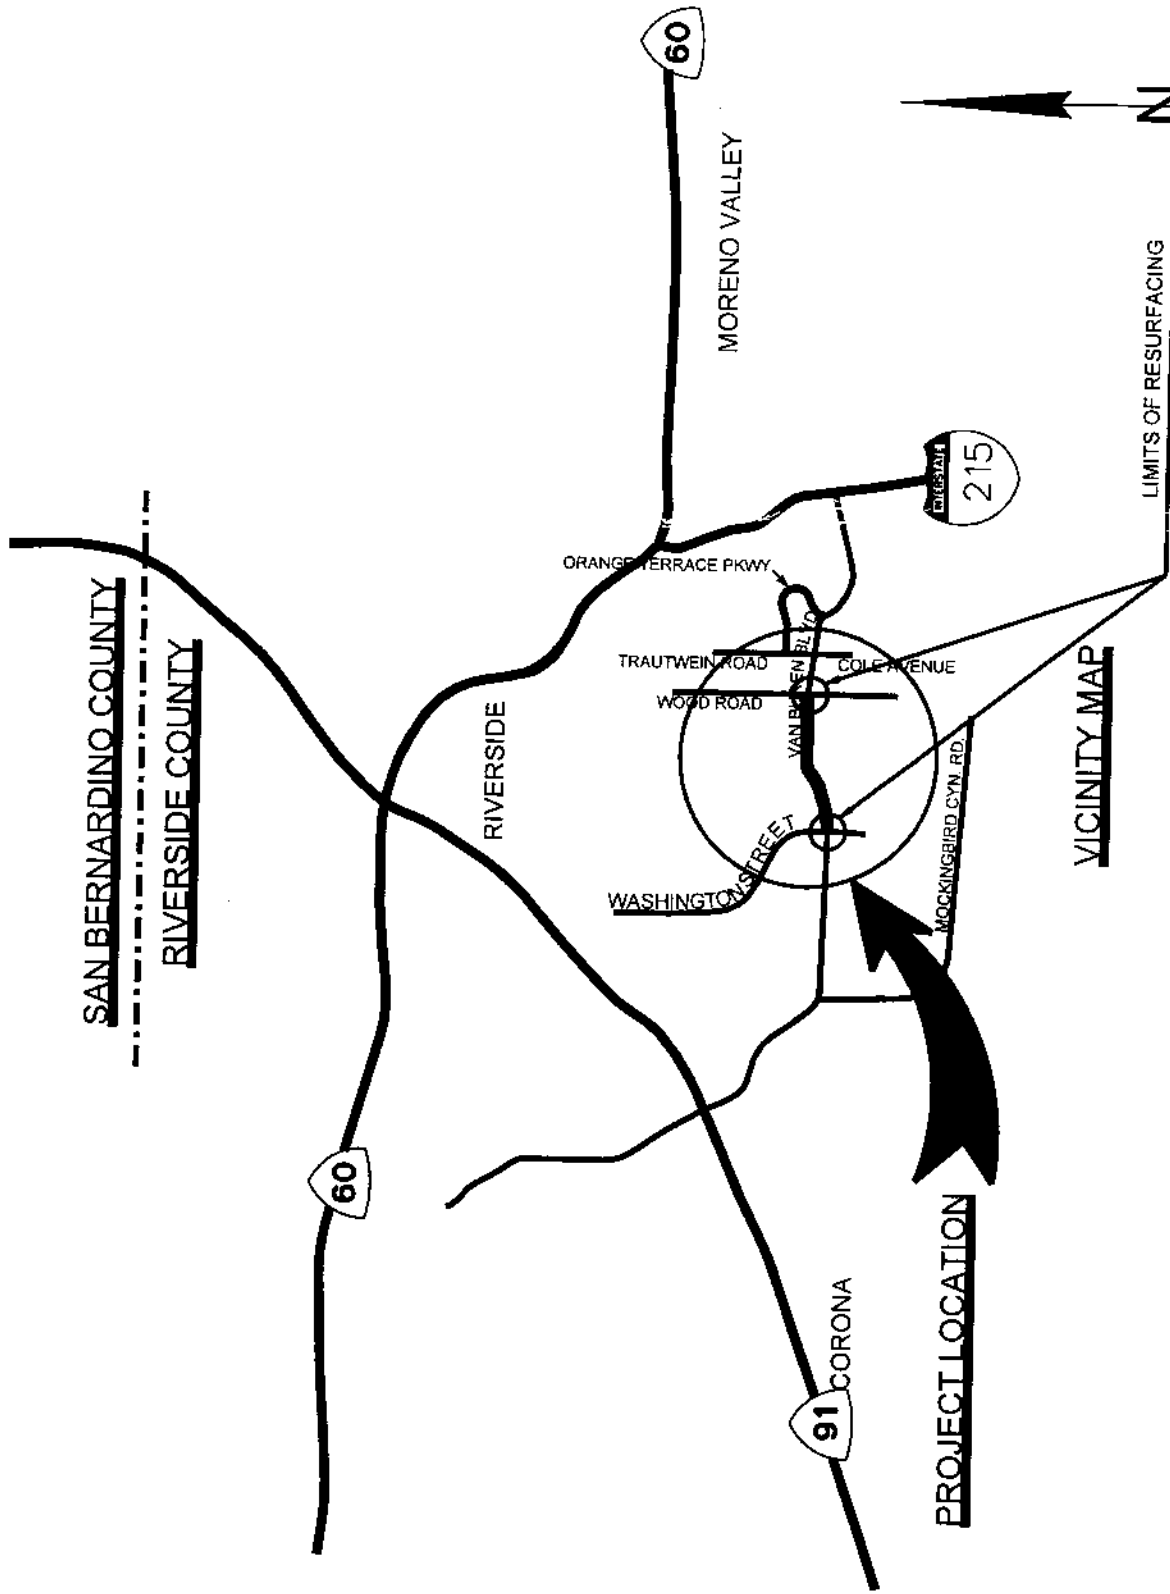 SAN BERNARDINO COUNTY
RIVERSIDE COUNTY
60
60
MORENO VALLEY
RIVERSIDE
ORANGE TERRACE PKWY
TRAUTWEIN ROAD
COLE AVENUE
WOOD ROAD
VAN BUREN BLVD
WASHINGTON STREET
INTERSTATE
215
MOCKINGBIRD CYN. RD.
91
CORONA
PROJECT LOCATION
VICINITY MAP
LIMITS OF RESURFACING
N